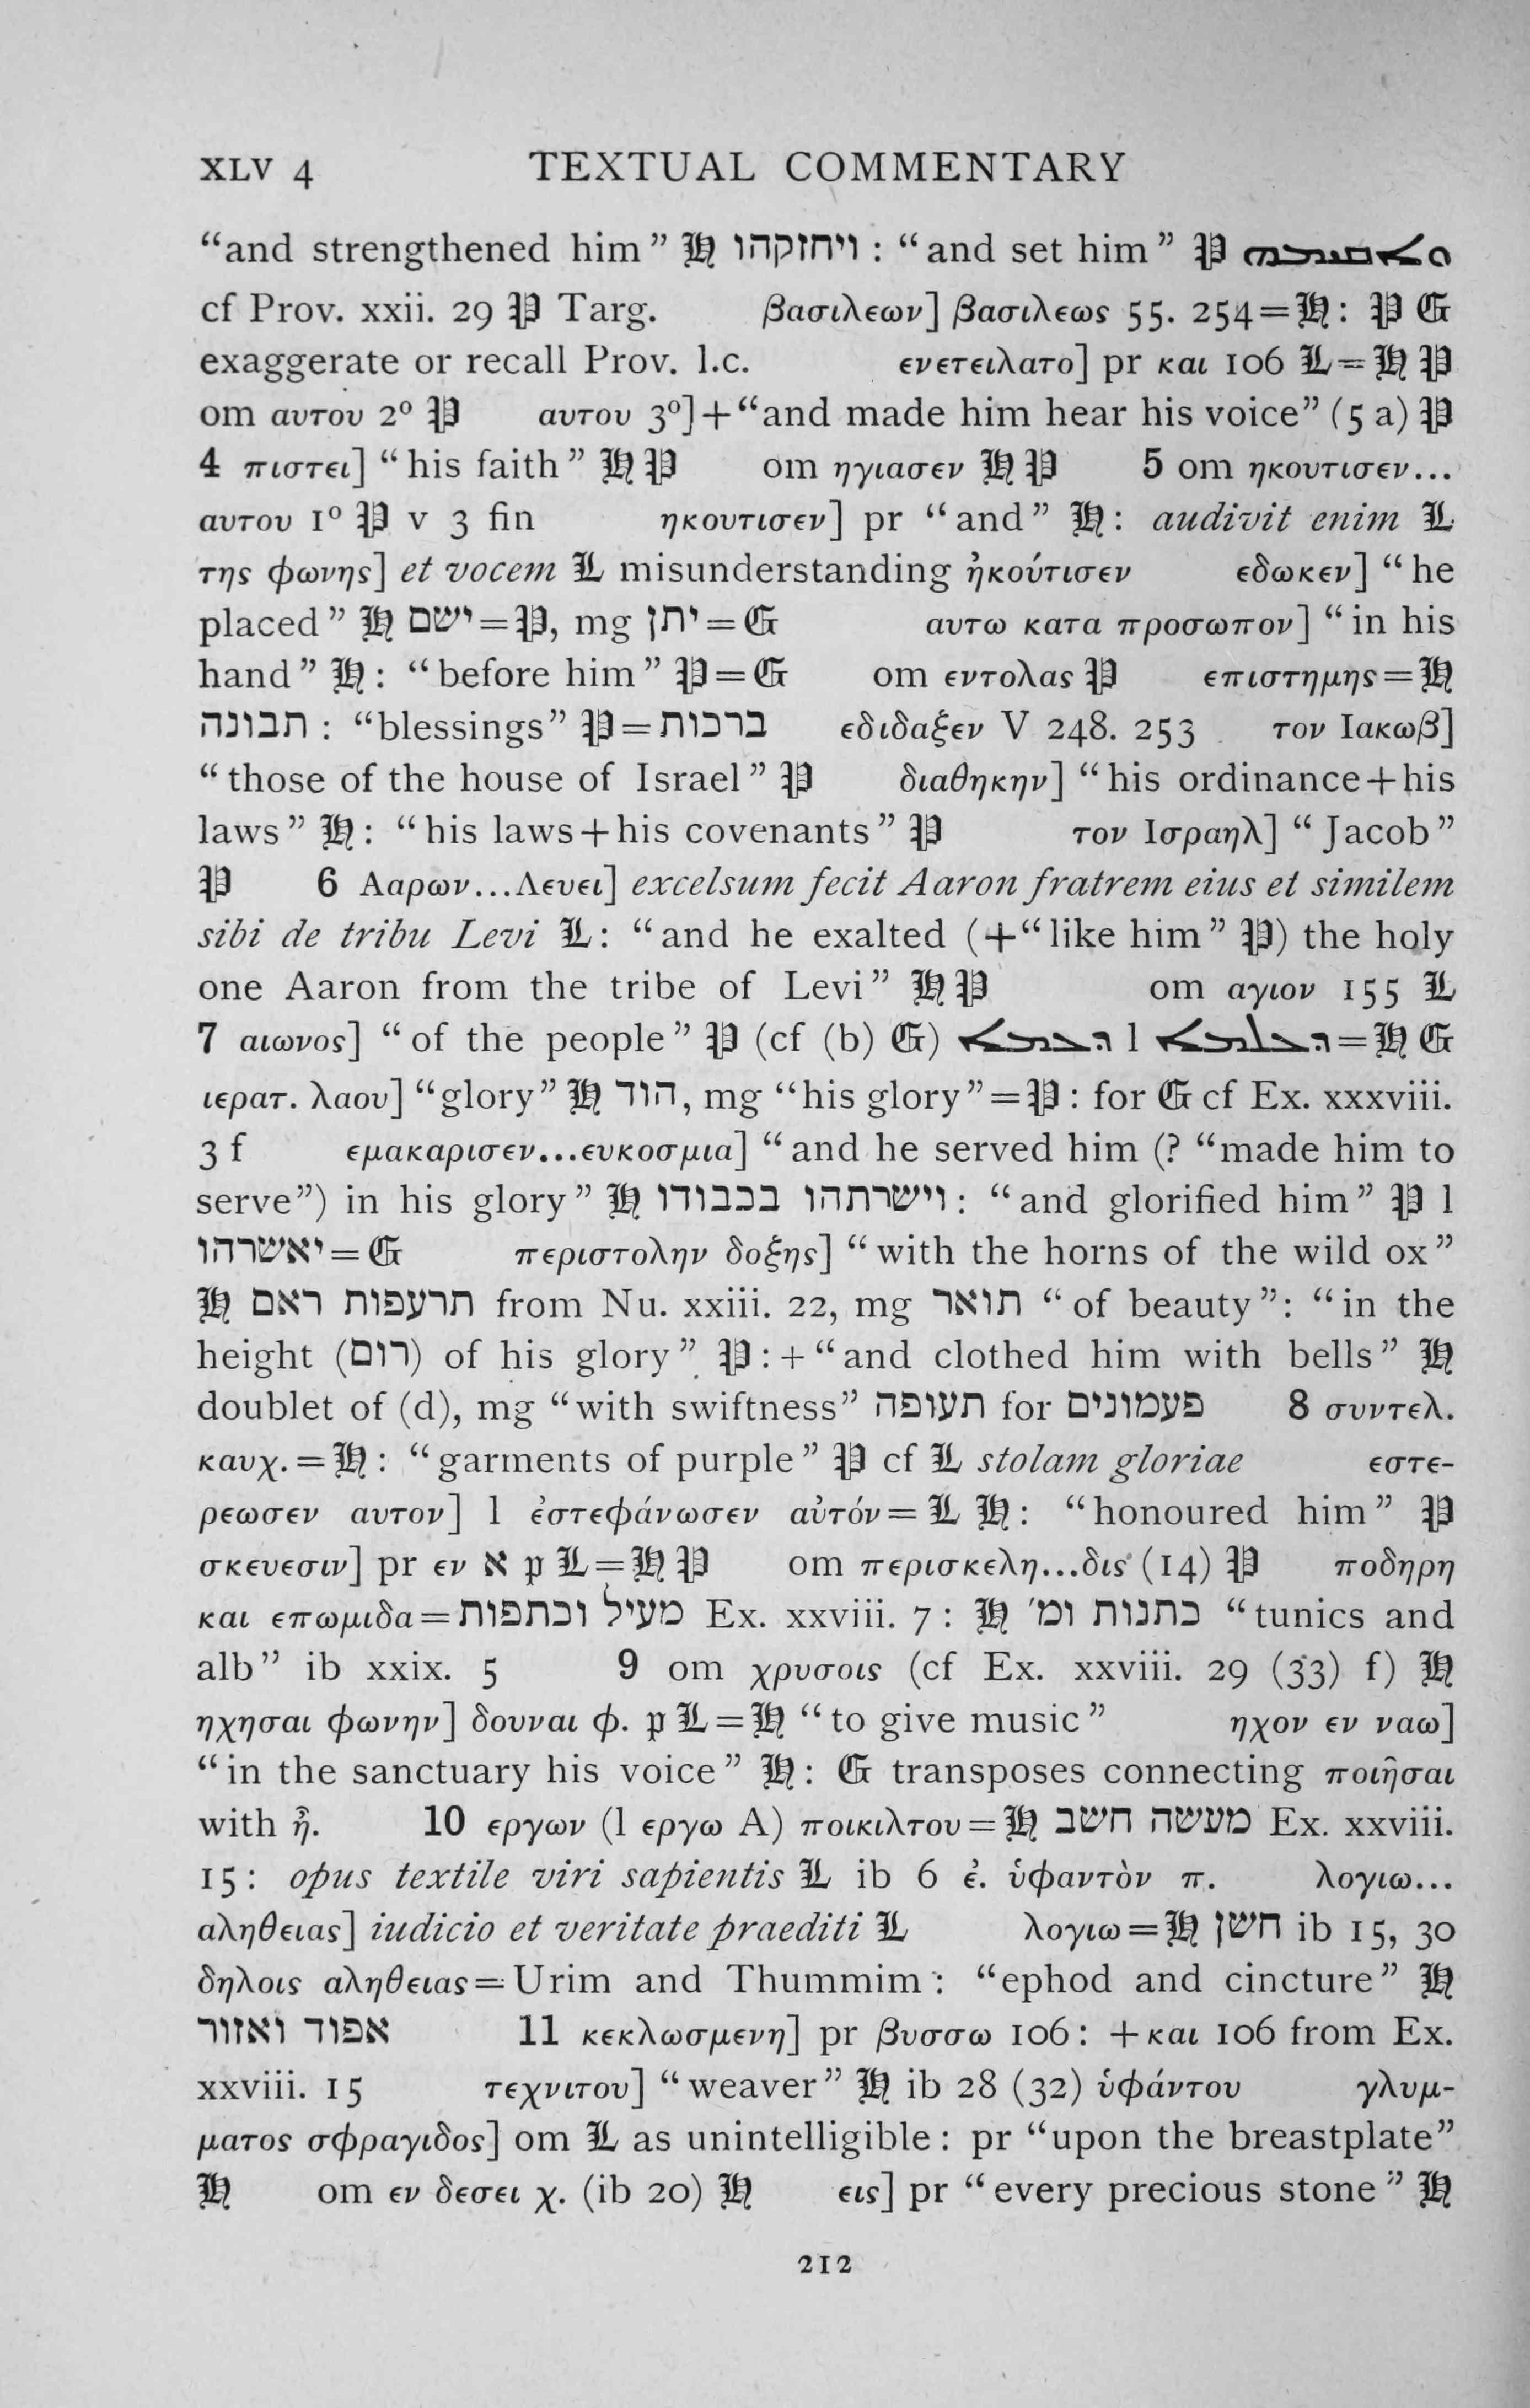 XLV 4 TEXTUAL COMMENTARY
“and strengthened him” 𝕳 ויחזקהו : “and set him” 𝕻 ܘܐܩܝܡܗ
cf Prov. xxii. 29 𝕻 Targ. βασιλεων] βασιλεως 55. 254=𝕳: 𝕻 𝕲
exaggerate or recall Prov. l.c. ενετειλατο] pr και 106 𝕷=𝕳 𝕻
om αυτου 2⁰ 𝕻 αυτου 3⁰]+“and made him hear his voice” (5 a) 𝕻
4 πιστει] “his faith” 𝕳𝕻 om ηγιασεν 𝕳𝕻 5 om ηκουτισεν...
αυτου 1⁰ 𝕻 v 3 fin ηκουτισεν] pr “and” 𝕳: audivit enim 𝕷
της φωνης] et vocem 𝕷 misunderstanding ἠκούτισεν εδωκεν] “he
placed” 𝕳 ישם=𝕻, mg יתן=𝕲 αυτω κατα προσωπον] “in his
hand” 𝕳: “before him” 𝕻=𝕲 om εντολας 𝕻 επιστημης=𝕳
תבונה : “blessings” 𝕻=ברכות εδιδαξεν V 248. 253 τον Ιακωβ]
“those of the house of Israel” 𝕻 διαθηκην] “his ordinance+his
laws” 𝕳: “his laws+his covenants” 𝕻 τον Ισραηλ] “Jacob”
𝕻 6 Ααρων...Λευει] excelsum fecit Aaron fratrem eius et similem
sibi de tribu Levi 𝕷: “and he exalted (+“like him” 𝕻) the holy
one Aaron from the tribe of Levi” 𝕳𝕻 om αγιον 155 𝕷
7 αιωνος] “of the people” 𝕻 (cf (b) 𝕲) ܕܥܡܐ l ܕܥܠܡܐ=𝕳 𝕲
ιερατ. λαου] “glory” 𝕳 הוד, mg “his glory”=𝕻: for 𝕲 cf Ex. xxxviii.
3 f εμακαρισεν...ευκοσμια] “and he served him (? “made him to
serve”) in his glory” 𝕳 וישרתהו בכבודו: “and glorified him” 𝕻 l
יאשרהו=𝕲 περιστολην δοξης] “with the horns of the wild ox”
𝕳 תרעפות ראם from Nu. xxiii. 22, mg תואר “of beauty”: “in the
height (רום) of his glory” 𝕻:+“and clothed him with bells” 𝕳
doublet of (d), mg “with swiftness” תעופה for פעמונים 8 συντελ.
καυχ.=𝕳: “garments of purple” 𝕻 cf 𝕷 stolam gloriae εστε-
ρεωσεν αυτον] l ἐστεφάνωσεν αὐτόν=𝕷 𝕳: “honoured him” 𝕻
σκευεσιν] pr εν א 𝔭 𝕷=𝕳𝕻 om περισκελη...δις (14) 𝕻 ποδηρη
και επωμιδα=מעיל וכתפות Ex. xxviii. 7: 𝕳 כתנות ומ׳ “tunics and
alb” ib xxix. 5 9 om χρυσοις (cf Ex. xxviii. 29 (33) f) 𝕳
ηχησαι φωνην] δουναι φ. 𝔭 𝕷=𝕳 “to give music” ηχον εν ναω]
“in the sanctuary his voice” 𝕳: 𝕲 transposes connecting ποιῆσαι
with ἦ. 10 εργων (l εργω A) ποικιλτου=𝕳 מעשה חשב Ex. xxviii.
15: opus textile viri sapientis 𝕷 ib 6 ἐ. ὑφαντὸν π. λογιω...
αληθειας] iudicio et veritate praediti 𝕷 λογιω=𝕳 חשן ib 15, 30
δηλοις αληθειας=Urim and Thummim: “ephod and cincture” 𝕳
אפוד ואזור 11 κεκλωσμενη] pr βυσσω 106: +και 106 from Ex.
xxviii. 15 τεχνιτου] “weaver” 𝕳 ib 28 (32) ὑφάντου γλυμ-
ματος σφραγιδος] om 𝕷 as unintelligible: pr “upon the breastplate”
𝕳 om εν δεσει χ. (ib 20) 𝕳 εις] pr “every precious stone” 𝕳
212